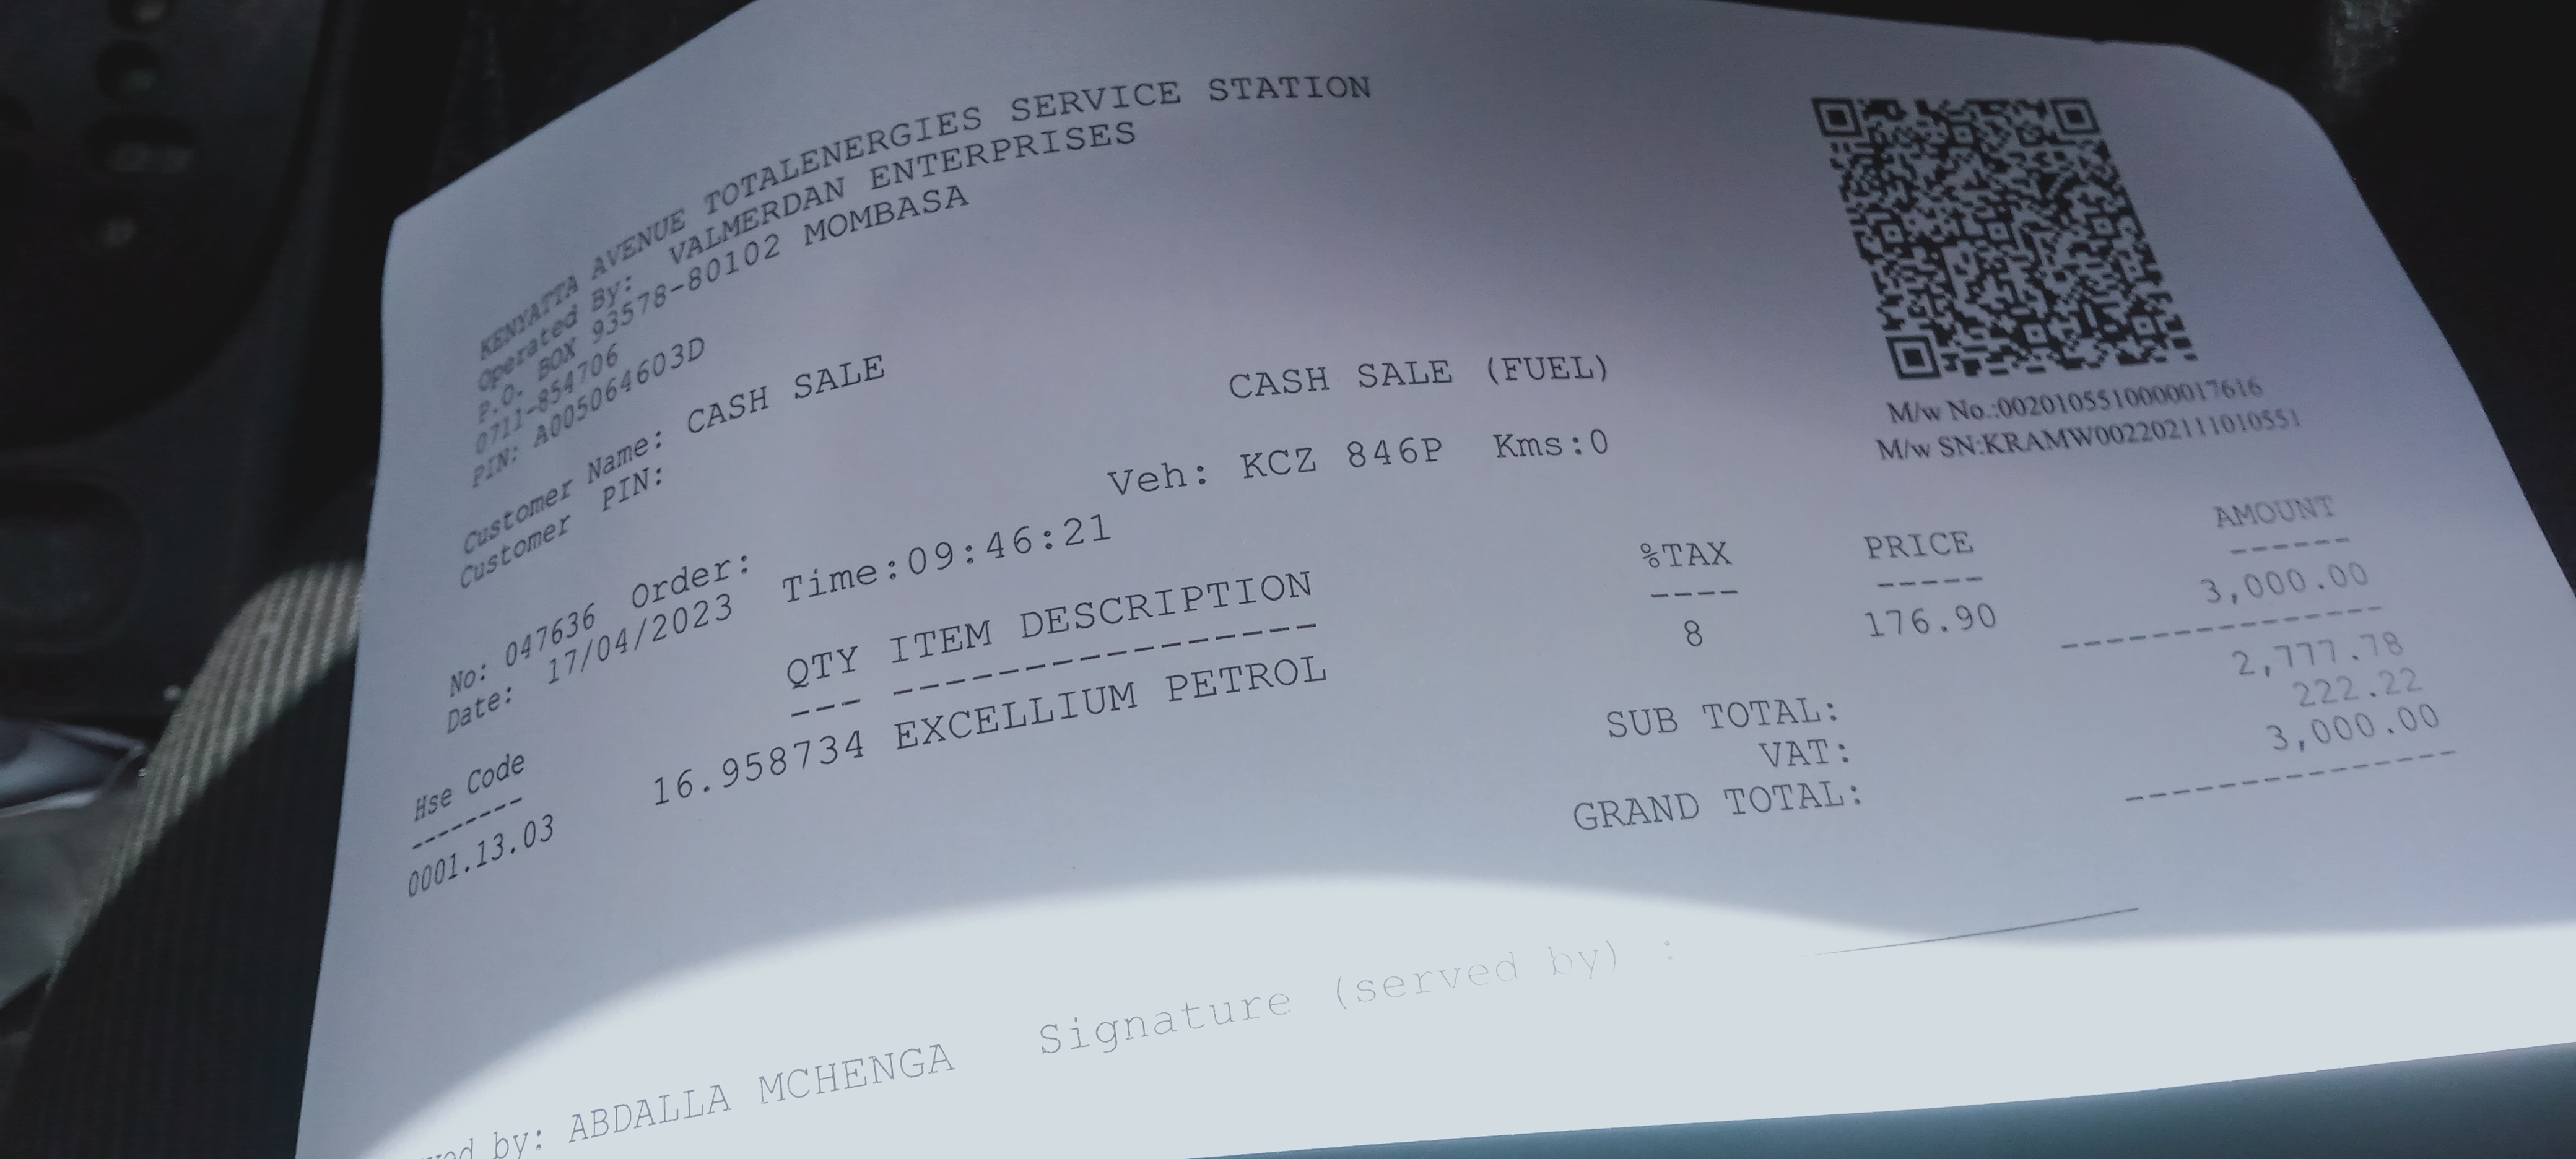 KENYATTA AVENUE TOTALENERGIES SERVICE STATION
Operated By: VALMERDAN ENTERPRISES
P.O. BOX 93578-80102 MOMBASA
0711-854706
PIN: A005064603D
Customer Name: CASH SALE
Customer PIN:
CASH SALE (FUEL)
M/w No.:0020105510000017616
M/w SN:KRAMW002202111010551
No: 047636 Order:
Veh: KCZ 846P Kms:0
Date: 17/04/2023 Time:09:46:21
Hse Code QTY ITEM DESCRIPTION %TAX PRICE AMOUNT
------- --- ---------------- ---- ----- ------
0001.13.03 16.958734 EXCELLIUM PETROL 8 176.90 3,000.00
--------------
SUB TOTAL: 2,777.78
VAT: 222.22
GRAND TOTAL: 3,000.00
--------------
by: ABDALLA MCHENGA Signature (served by) :